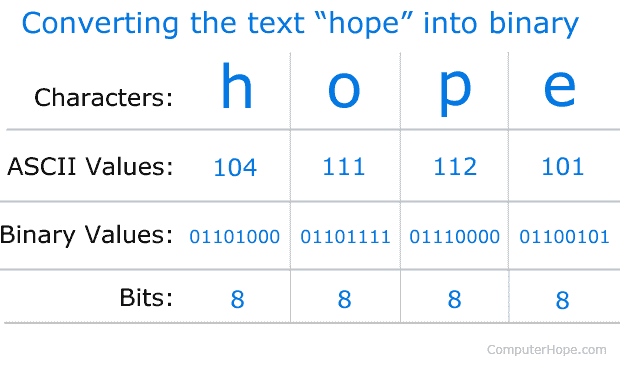 Converting the text “hope” into binary
Characters: h o p e
ASCII Values: 104 111 112 101
Binary Values: 01101000 01101111 01110000 01100101
Bits: 8 8 8 8
ComputerHope.com